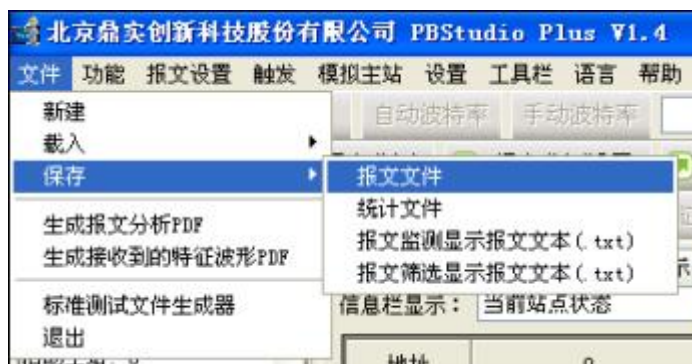 北京鼎实创新科技股份有限公司 PBStudio Plus V1.4
文件 功能 报文设置 触发 模拟主站 设置 工具栏 语言 帮助
新建 自动波特率 手动波特率
载入
保存 报文文件
统计文件
生成报文分析PDF 报文监测显示报文文本(.txt)
生成接收到的特征波形PDF 报文筛选显示报文文本(.txt)
标准测试文件生成器 信息栏显示： 当前站点状态
退出
地址 0